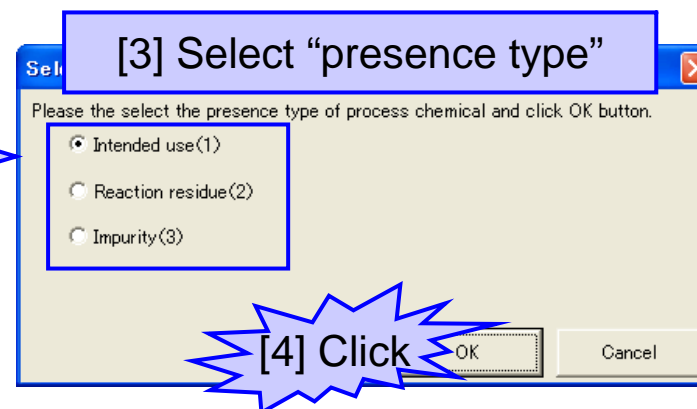 [3] Select “presence type”
Sele
Please the select the presence type of process chemical and click OK button.
Intended use(1)
Reaction residue(2)
Impurity(3)
[4] Click
OK
Cancel